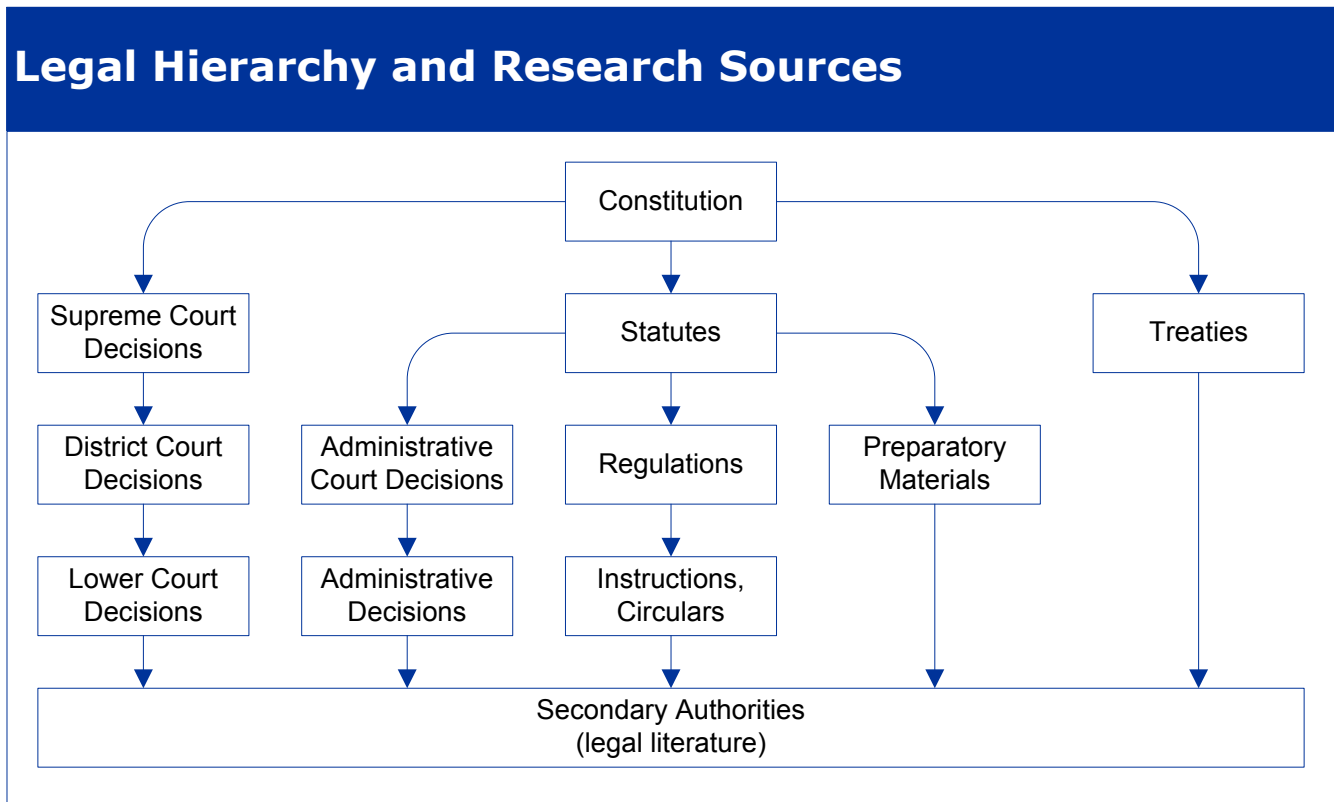 Legal Hierarchy and Research Sources
Constitution
Supreme Court
Decisions
Statutes
Treaties
District Court
Decisions
Administrative
Court Decisions
Regulations
Preparatory
Materials
Lower Court
Decisions
Administrative
Decisions
Instructions,
Circulars
Secondary Authorities
(legal literature)